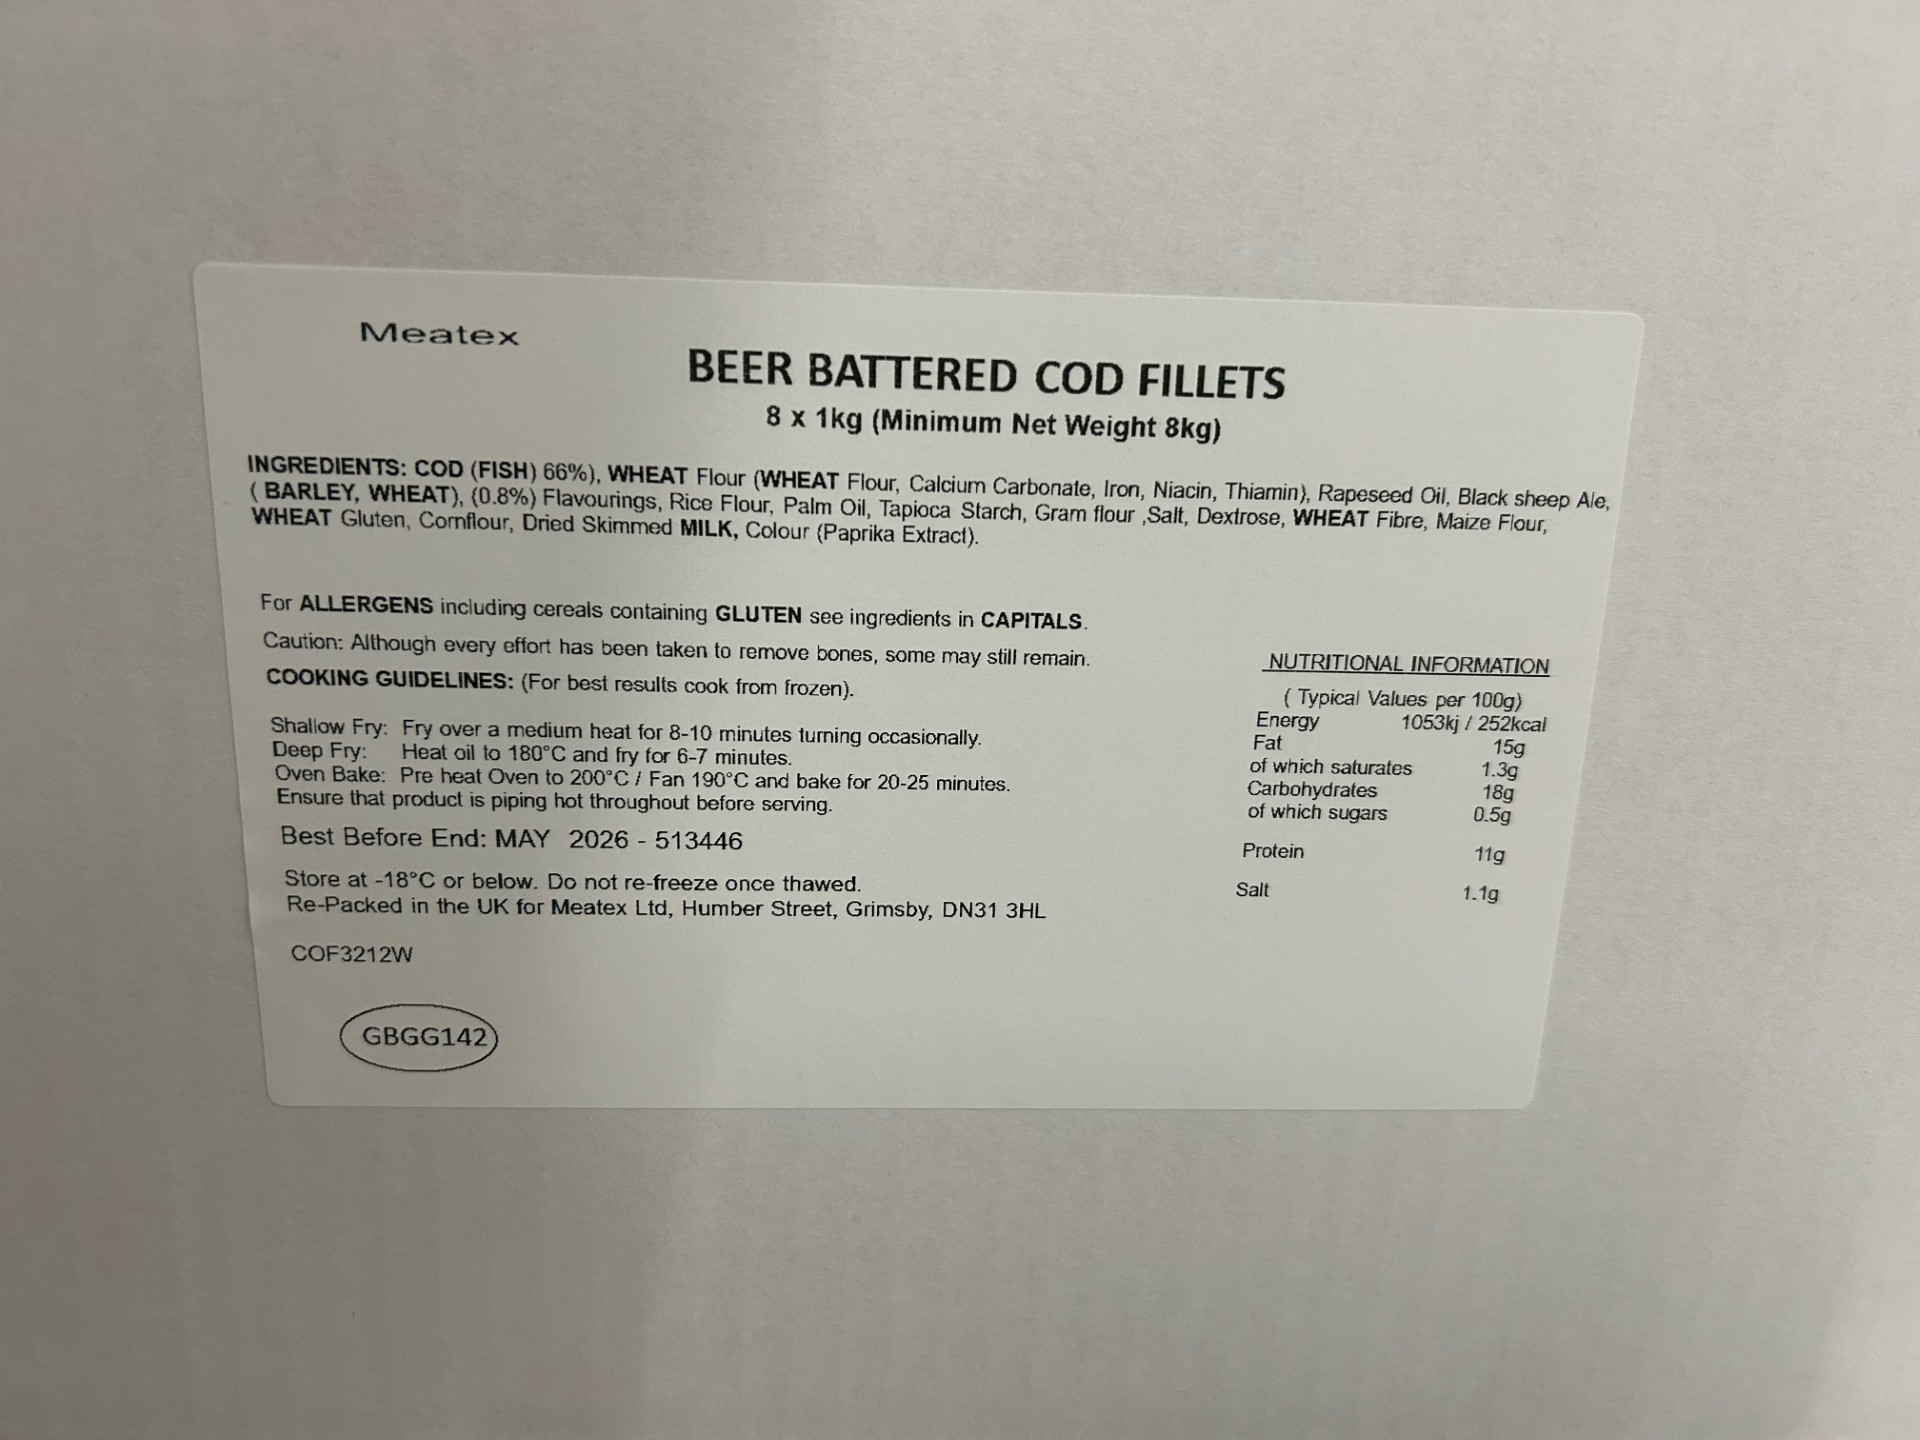 Meatex
BEER BATTERED COD FILLETS
8 x 1kg (Minimum Net Weight 8kg)
INGREDIENTS: COD (FISH) 66%), WHEAT Flour (WHEAT Flour, Calcium Carbonate, Iron, Niacin, Thiamin), Rapeseed Oil, Black sheep Ale,
( BARLEY, WHEAT), (0.8%) Flavourings, Rice Flour, Palm Oil, Tapioca Starch, Gram flour ,Salt, Dextrose, WHEAT Fibre, Maize Flour,
WHEAT Gluten, Cornflour, Dried Skimmed MILK, Colour (Paprika Extract).
For ALLERGENS including cereals containing GLUTEN see ingredients in CAPITALS.
Caution: Although every effort has been taken to remove bones, some may still remain.
COOKING GUIDELINES: (For best results cook from frozen).
Shallow Fry: Fry over a medium heat for 8-10 minutes turning occasionally.
Deep Fry: Heat oil to 180°C and fry for 6-7 minutes.
Oven Bake: Pre heat Oven to 200°C / Fan 190°C and bake for 20-25 minutes.
Ensure that product is piping hot throughout before serving.
Best Before End: MAY 2026 - 513446
Store at -18°C or below. Do not re-freeze once thawed.
Re-Packed in the UK for Meatex Ltd, Humber Street, Grimsby, DN31 3HL
COF3212W
GBGG142
NUTRITIONAL INFORMATION
( Typical Values per 100g)
Energy 1053kj / 252kcal
Fat 15g
of which saturates 1.3g
Carbohydrates 18g
of which sugars 0.5g
Protein 11g
Salt 1.1g